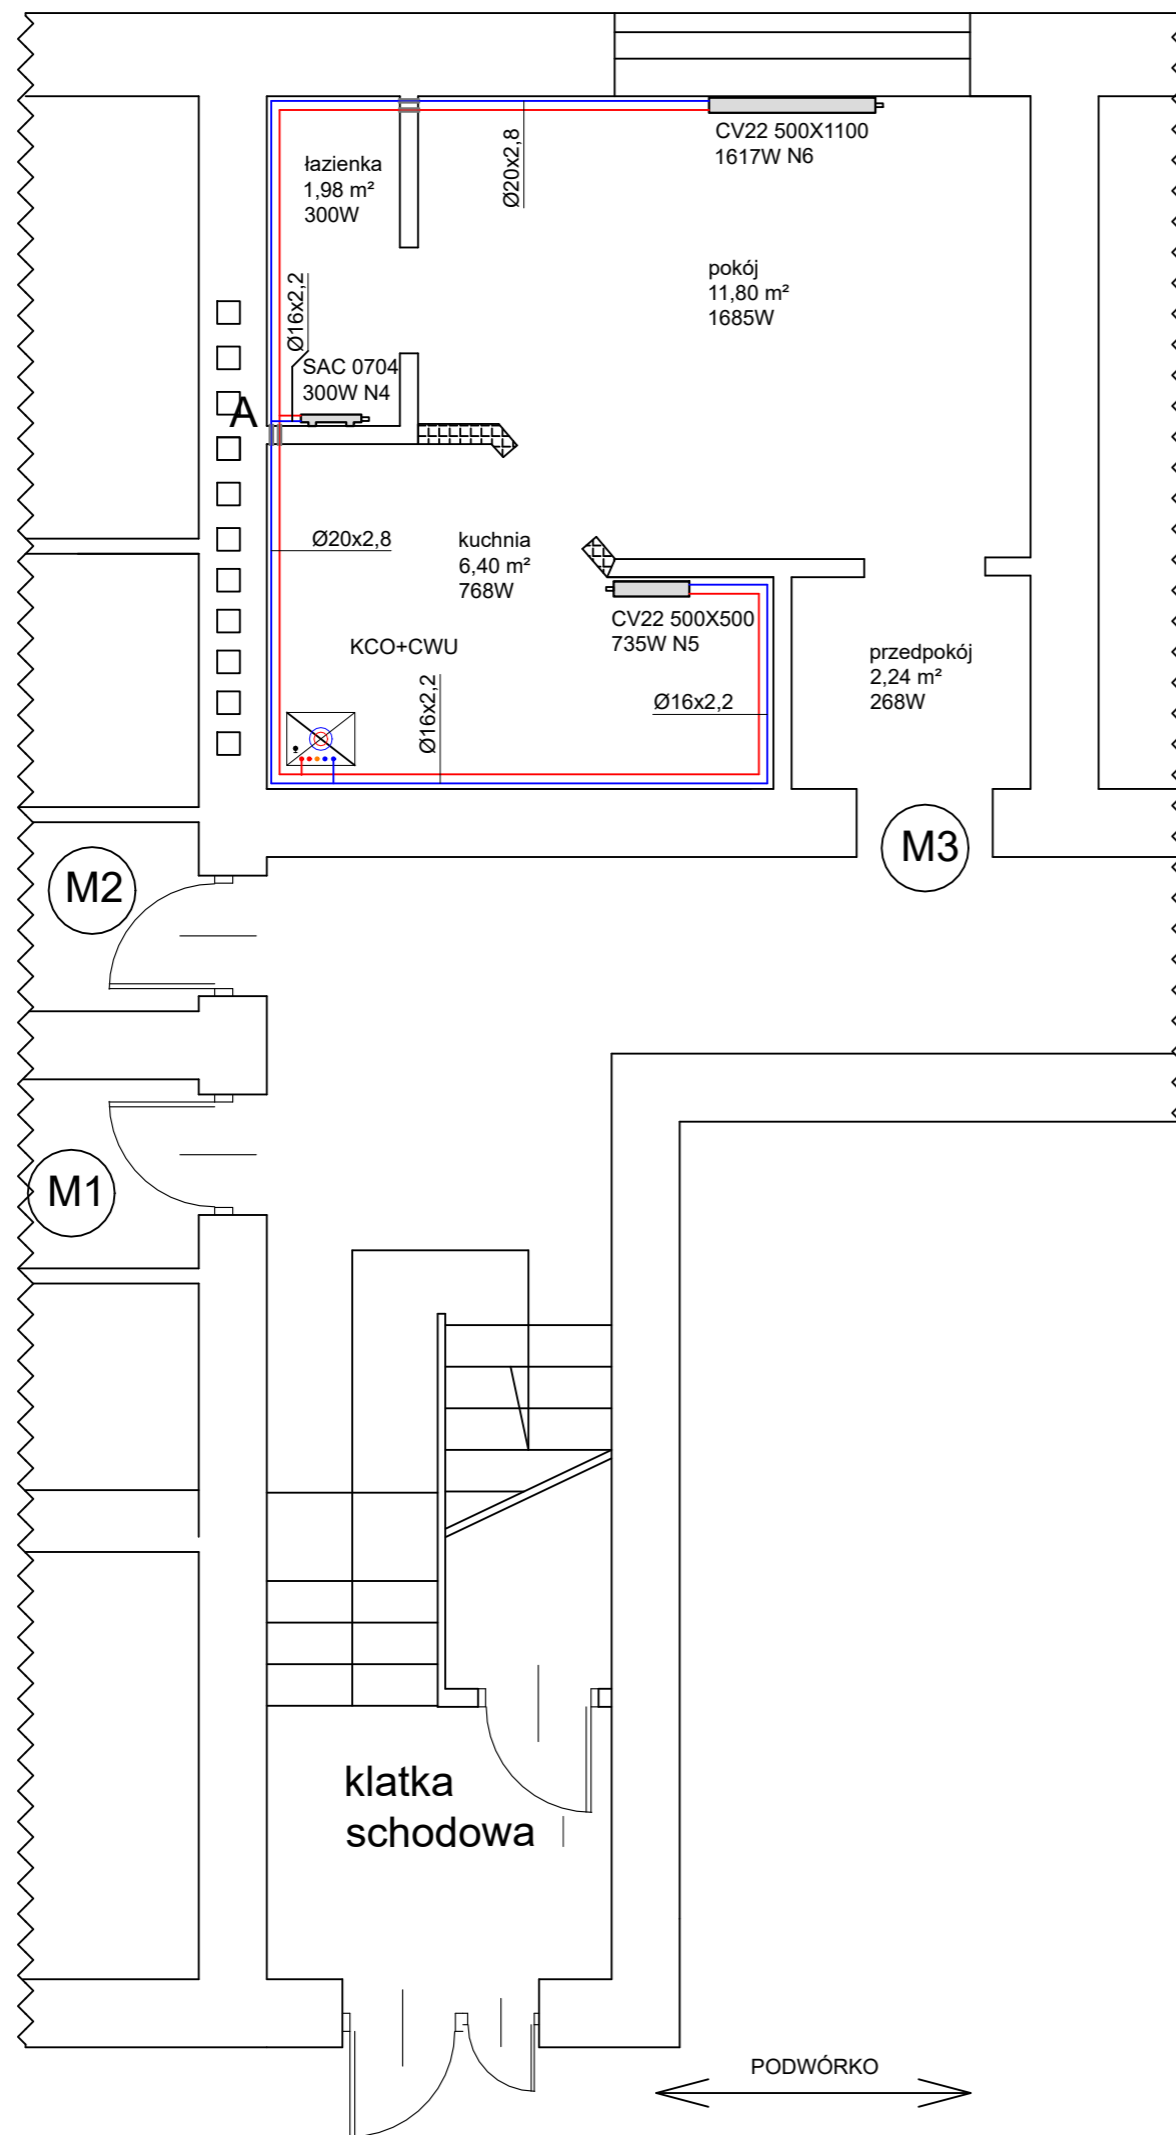 CV22 500X1100
1617W N6
Ø20x2,8
łazienka
1,98 m²
300W
pokój
11,80 m²
1685W
Ø16x2,2
SAC 0704
300W N4
A
Ø20x2,8
kuchnia
6,40 m²
768W
CV22 500X500
735W N5
KCO+CWU
Ø16x2,2
Ø16x2,2
przedpokój
2,24 m²
268W
M3
M2
M1
klatka
schodowa
PODWÓRKO